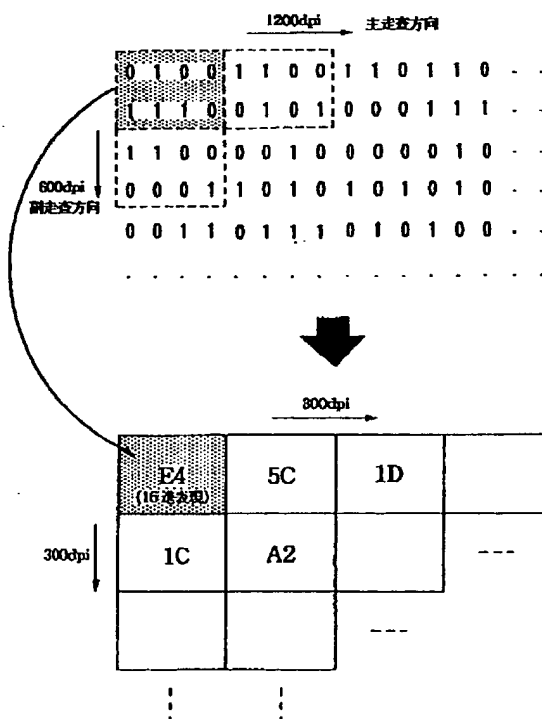 1200dpi 主走査方向
0 1 0 0 1 1 0 0 1 1 0 1 1 0 . .
1 1 1 0 0 1 0 1 0 0 0 1 1 1 . .
1 1 0 0 0 0 1 0 0 0 0 0 1 0 . .
600dpi 0 0 0 1 1 0 1 0 1 0 1 0 1 0 . .
副走査方向
0 0 1 1 0 1 1 1 0 1 0 1 0 0 . .
. . . . . . . . . . . . . . . .
300dpi
E4 5C 1D
(16進表現)
300dpi 1C A2